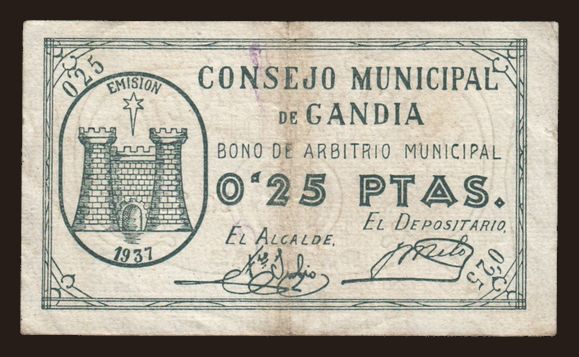 0'25
EMISION
1937
CONSEJO MUNICIPAL
DE GANDIA
BONO DE ARBITRIO MUNICIPAL
0'25 PTAS.
EL ALCALDE,
EL DEPOSITARIO,
0'25